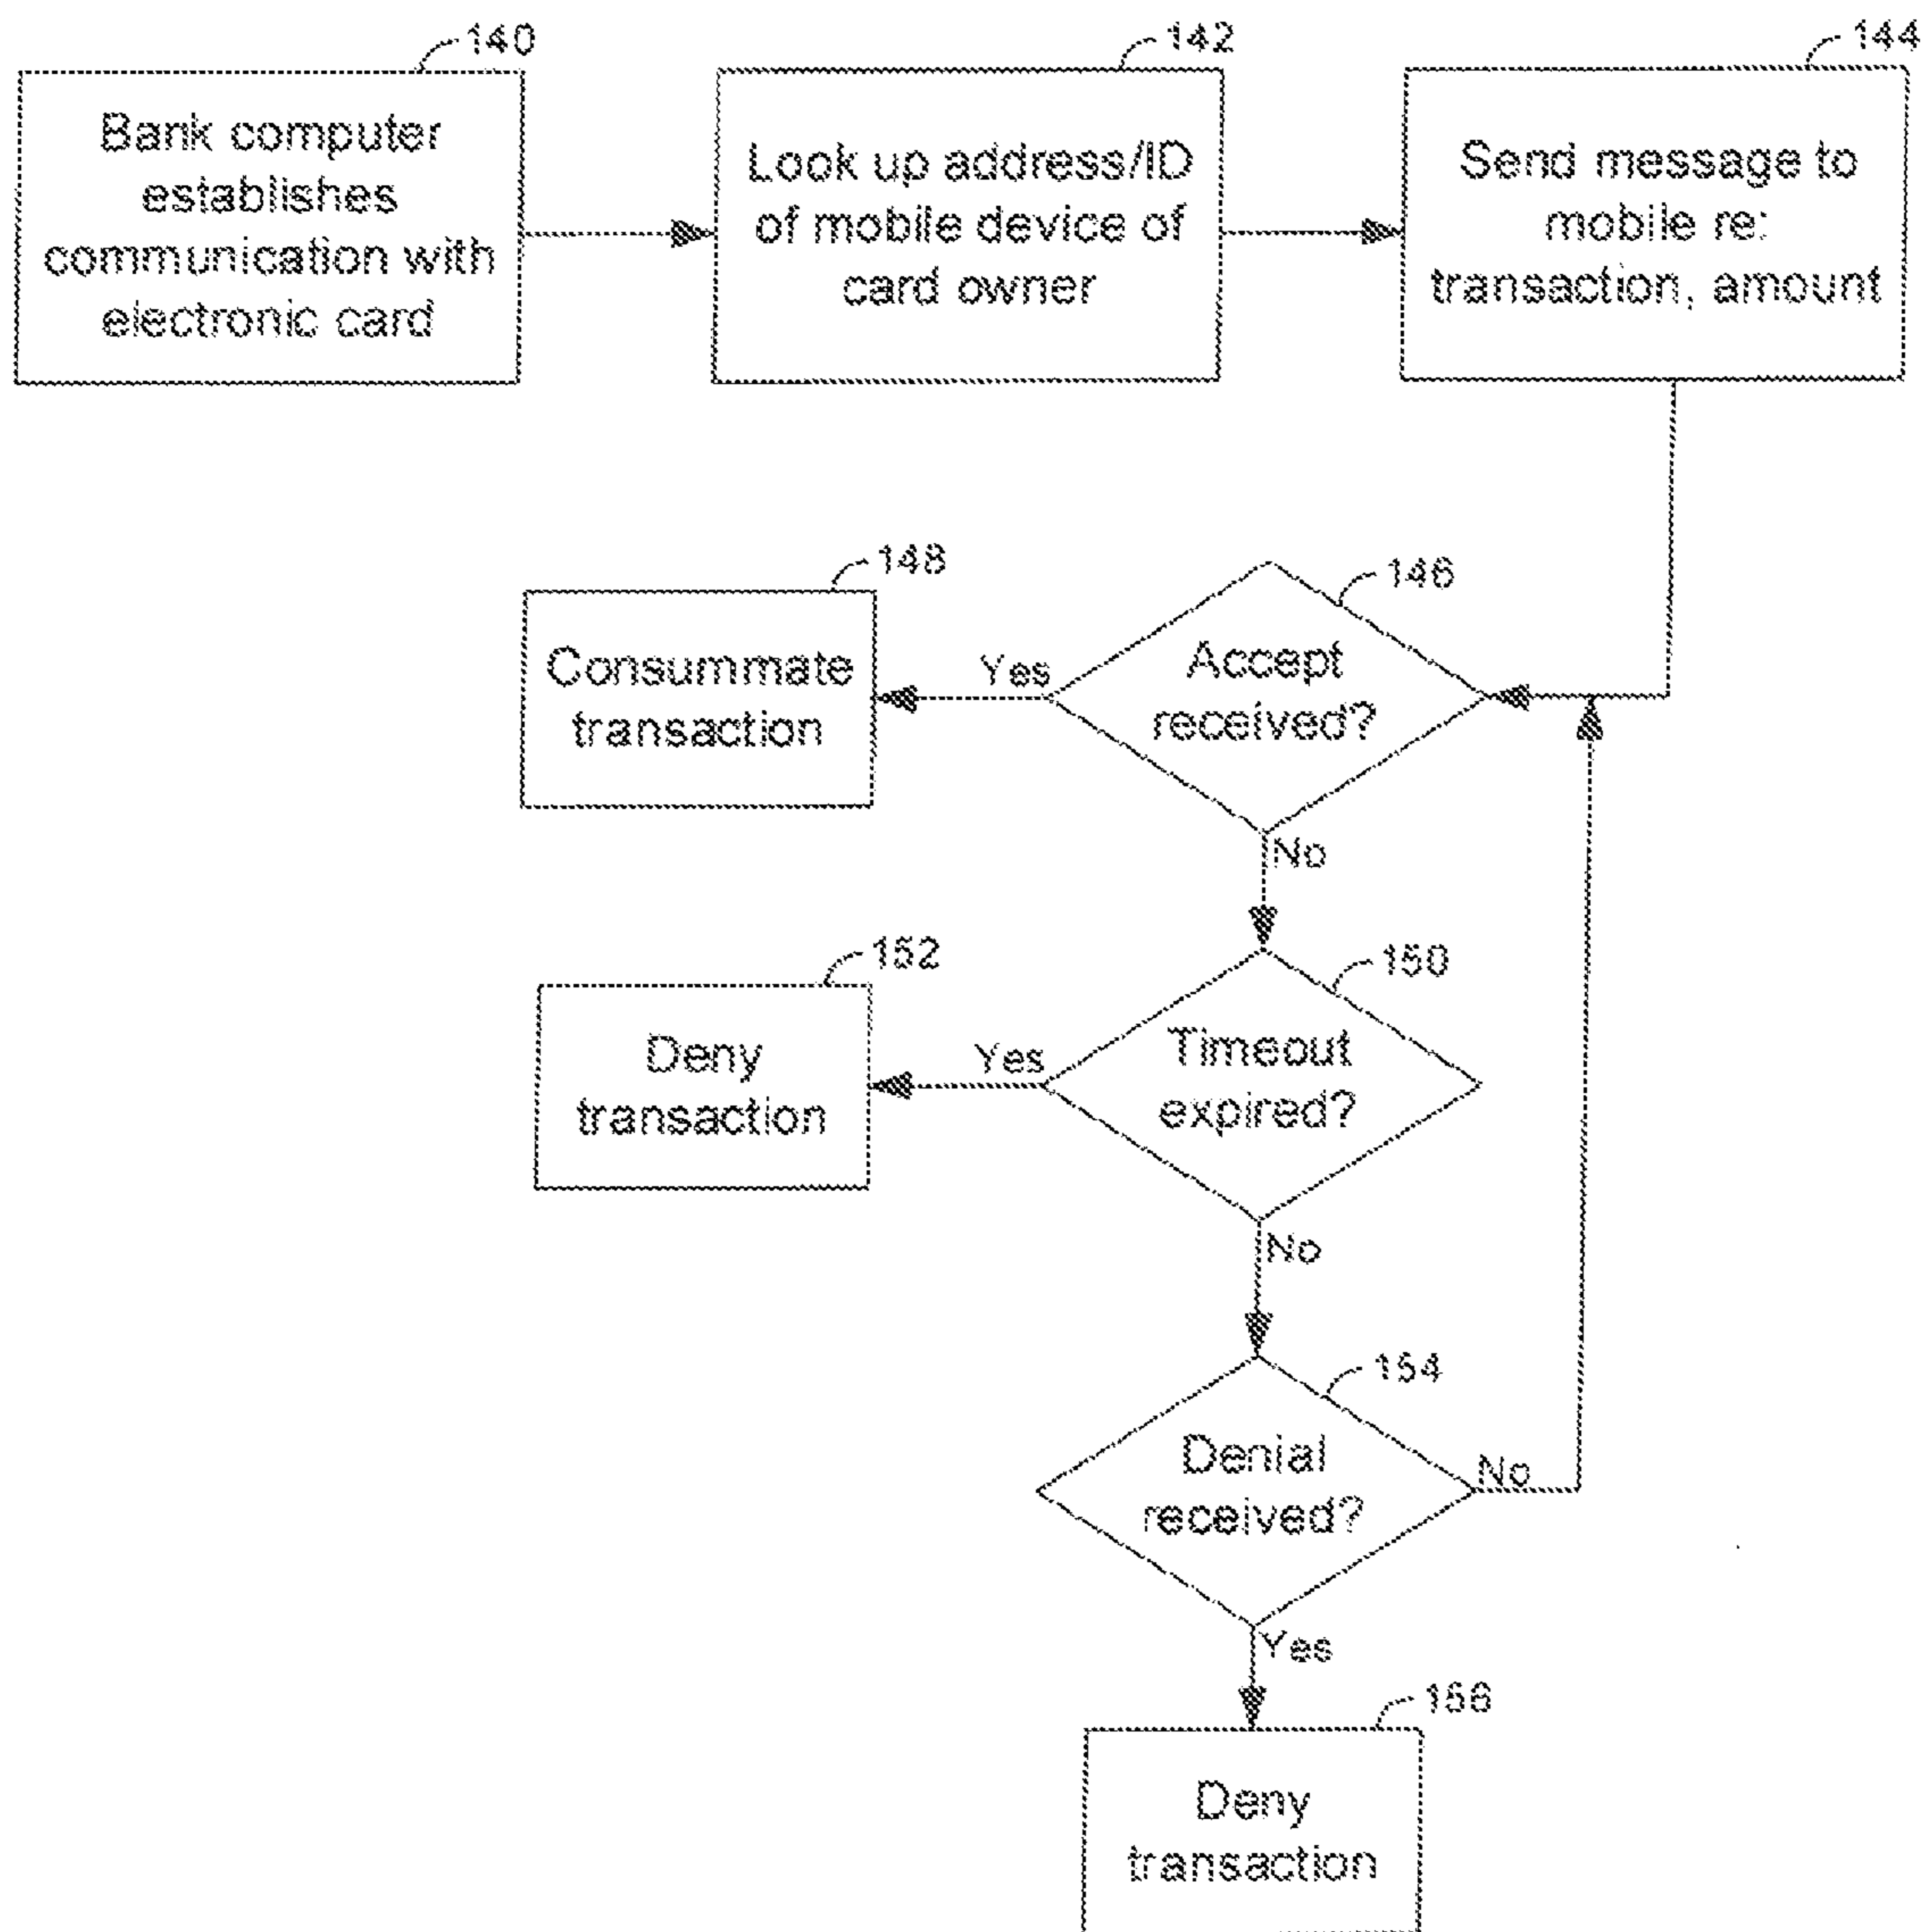 140
Bank computer
establishes
communication with
electronic card
142
Look up address/ID
of mobile device of
card owner
144
Send message to
mobile re:
transaction, amount
148
Consummate
transaction
Yes
146
Accept
received?
No
152
Deny
transaction
Yes
150
Timeout
expired?
No
154
Denial
received?
No
Yes
156
Deny
transaction